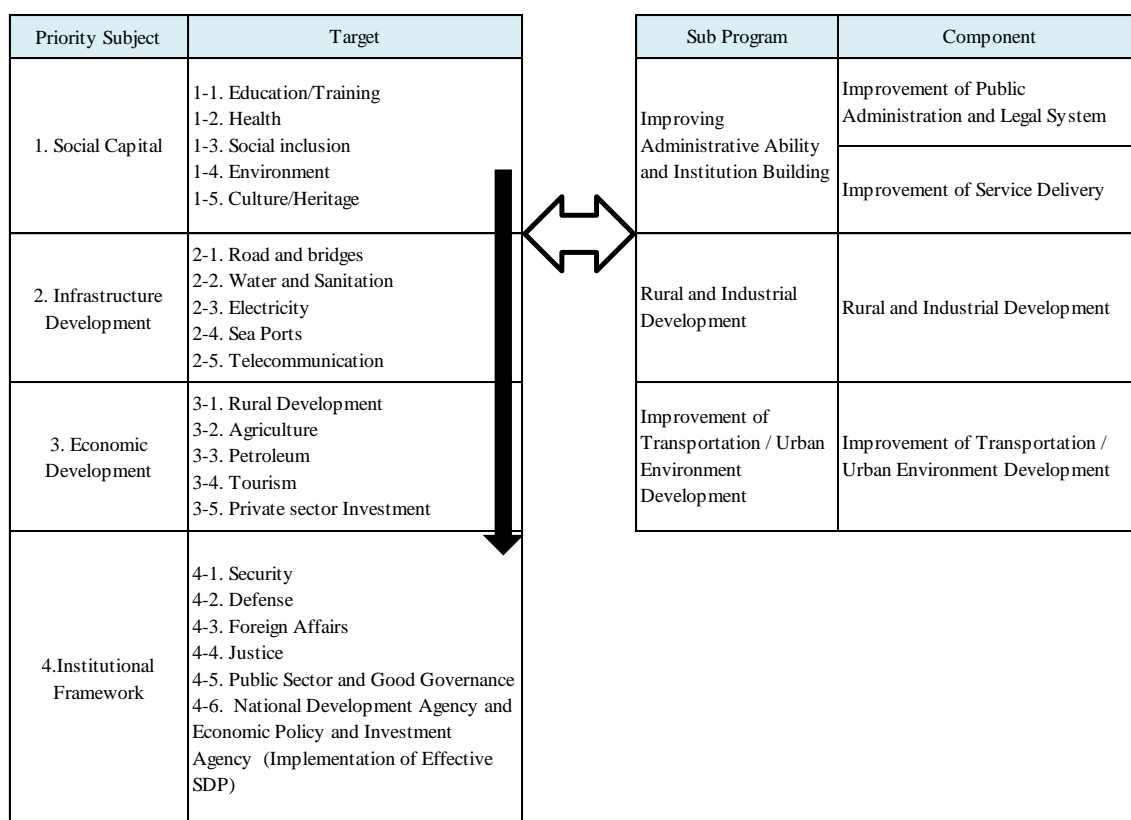 Priority Subject
Target
1. Social Capital
1-1. Education/Training
1-2. Health
1-3. Social inclusion
1-4. Environment
1-5. Culture/Heritage
2. Infrastructure
Development
2-1. Road and bridges
2-2. Water and Sanitation
2-3. Electricity
2-4. Sea Ports
2-5. Telecommunication
3. Economic
Development
3-1. Rural Development
3-2. Agriculture
3-3. Petroleum
3-4. Tourism
3-5. Private sector Investment
4.Institutional
Framework
4-1. Security
4-2. Defense
4-3. Foreign Affairs
4-4. Justice
4-5. Public Sector and Good Governance
4-6. National Development Agency and
Economic Policy and Investment
Agency (Implementation of Effective
SDP)
Sub Program
Component
Improving
Administrative Ability
and Institution Building
Improvement of Public
Administration and Legal System
Improvement of Service Delivery
Rural and Industrial
Development
Rural and Industrial Development
Improvement of
Transportation / Urban
Environment
Development
Improvement of Transportation /
Urban Environment Development